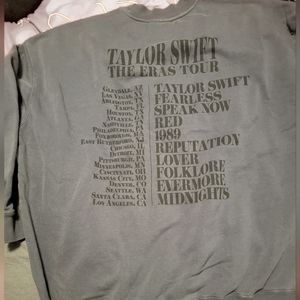 TAYLOR SWIFT
THE ERAS TOUR
GLENDALE, AZ
LAS VEGAS, NV
ARLINGTON, TX
TAMPA, FL
HOUSTON, TX
ATLANTA, GA
NASHVILLE, TN
PHILADELPHIA, PA
FOXBOROUGH, MA
EAST RUTHERFORD, NJ
CHICAGO, IL
DETROIT, MI
PITTSBURGH, PA
MINNEAPOLIS, MN
CINCINNATI, OH
KANSAS CITY, MO
DENVER, CO
SEATTLE, WA
SANTA CLARA, CA
LOS ANGELES, CA
TAYLOR SWIFT
FEARLESS
SPEAK NOW
RED
1989
REPUTATION
LOVER
FOLKLORE
EVERMORE
MIDNIGHTS